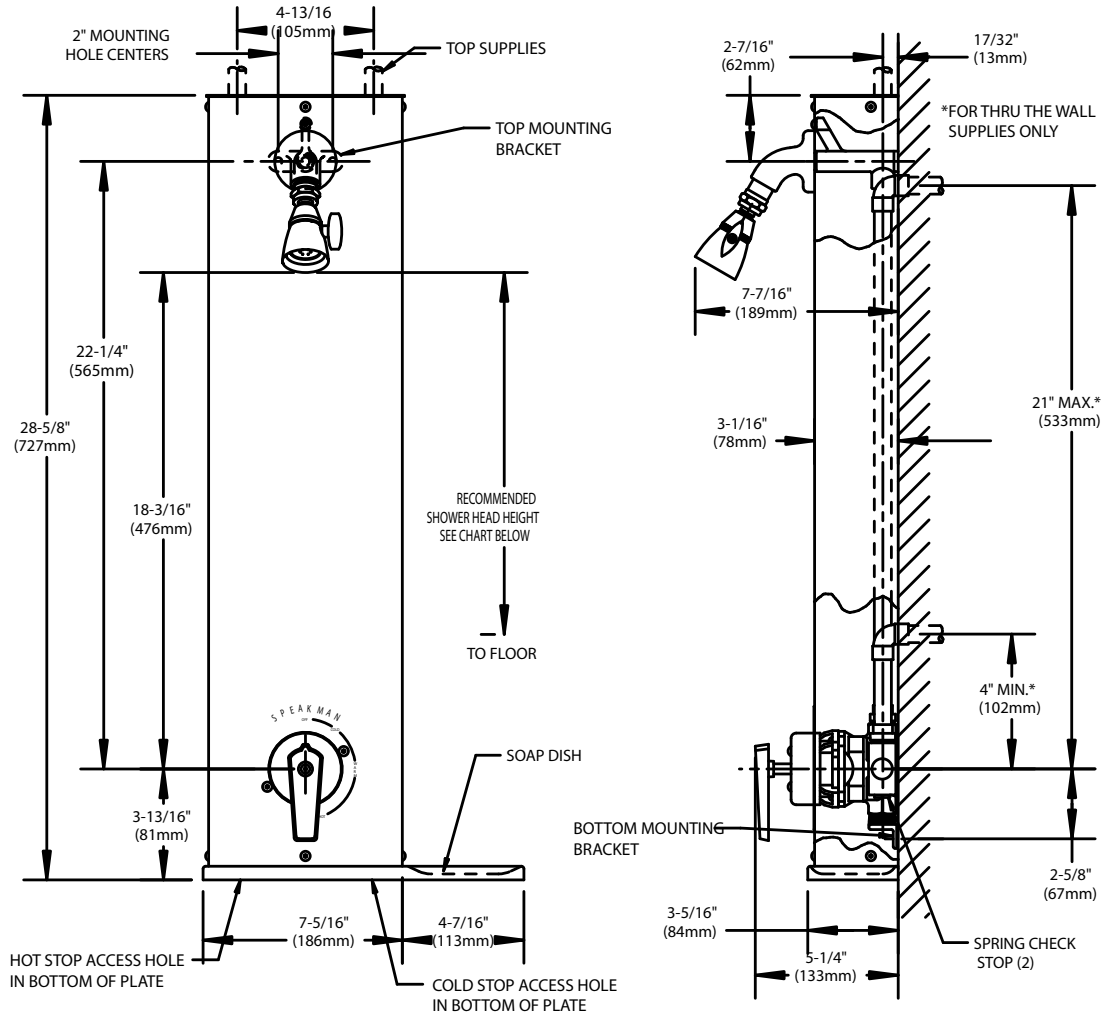 4-13/16
(105mm)
2" MOUNTING
HOLE CENTERS
TOP SUPPLIES
TOP MOUNTING
BRACKET
22-1/4"
(565mm)
28-5/8"
(727mm)
18-3/16"
(476mm)
RECOMMENDED
SHOWER HEAD HEIGHT
SEE CHART BELOW
TO FLOOR
SPEAKMAN
OFF
COLD
SOAP DISH
3-13/16"
(81mm)
7-5/16"
(186mm)
4-7/16"
(113mm)
HOT STOP ACCESS HOLE
IN BOTTOM OF PLATE
COLD STOP ACCESS HOLE
IN BOTTOM OF PLATE
2-7/16"
(62mm)
17/32"
(13mm)
*FOR THRU THE WALL
SUPPLIES ONLY
7-7/16"
(189mm)
21" MAX.*
(533mm)
3-1/16"
(78mm)
4" MIN.*
(102mm)
BOTTOM MOUNTING
BRACKET
2-5/8"
(67mm)
3-5/16"
(84mm)
5-1/4"
(133mm)
SPRING CHECK
STOP (2)